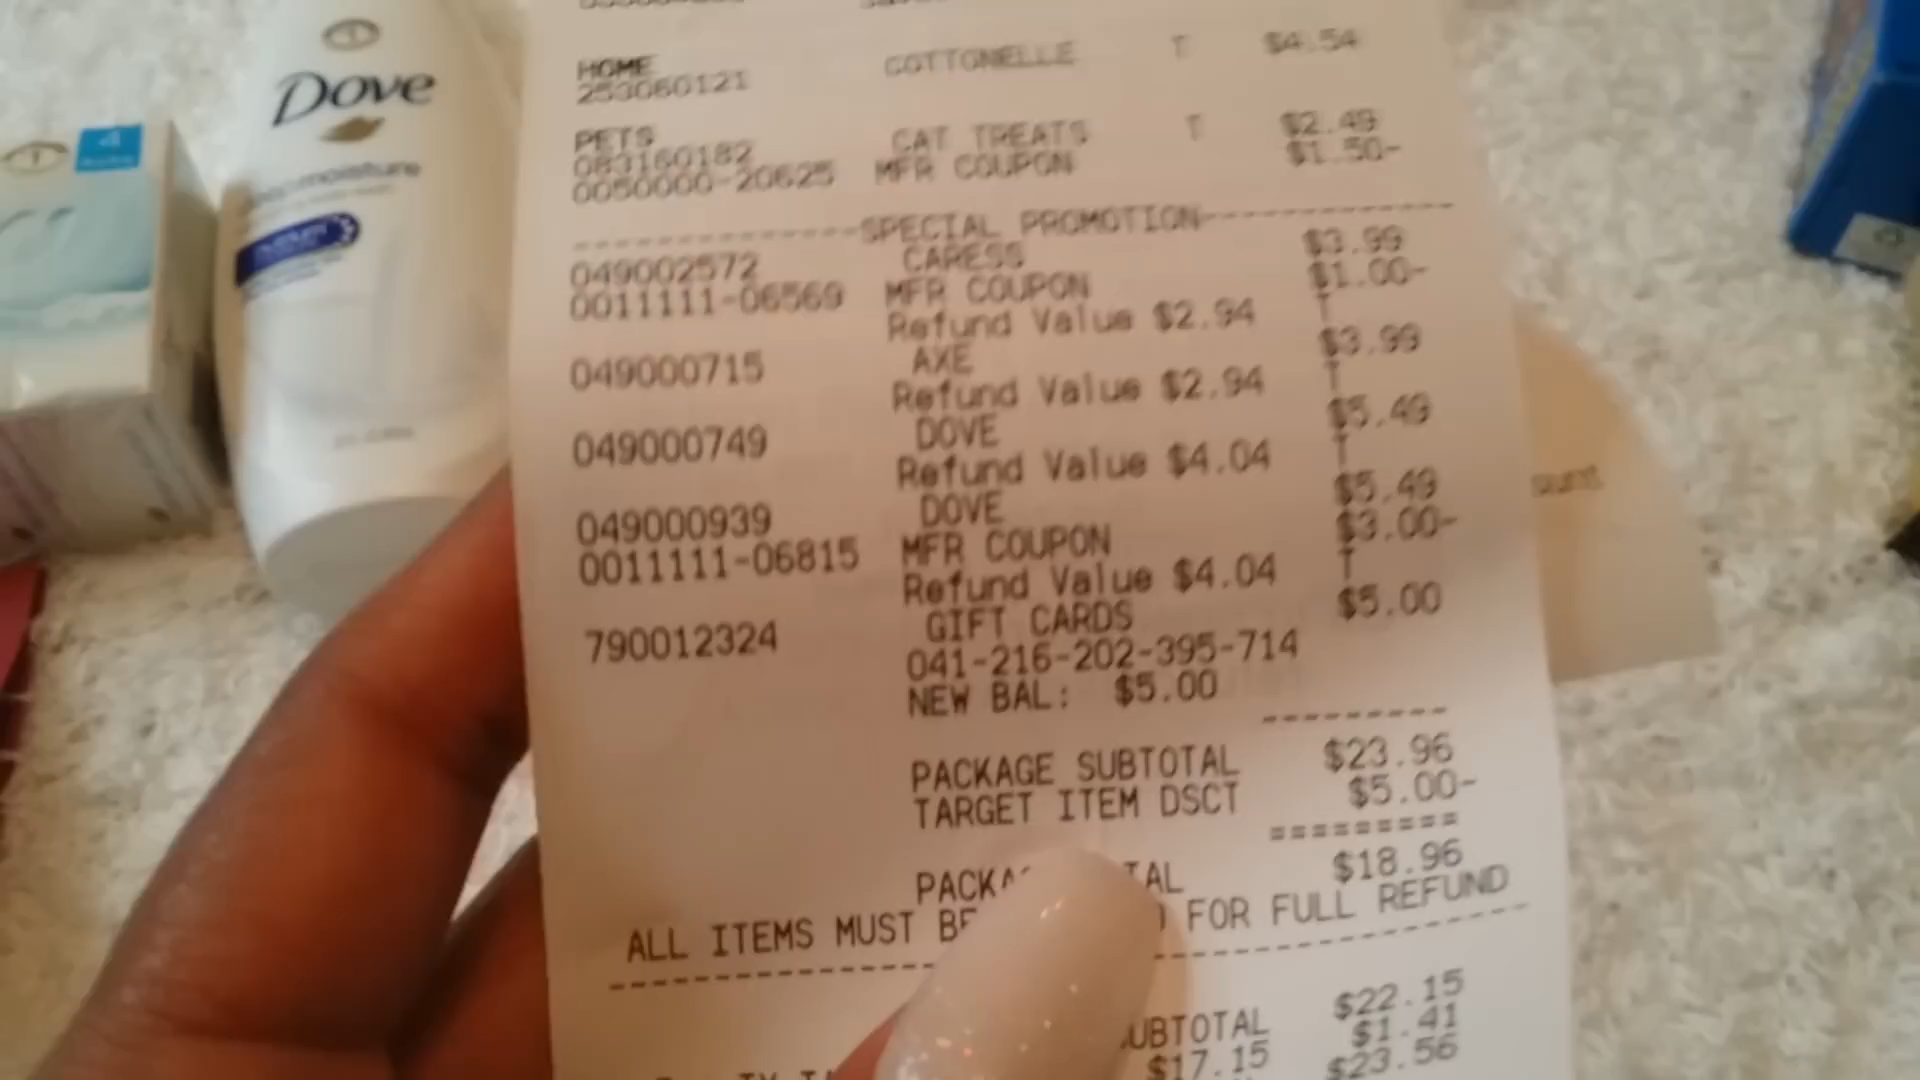 Dove
moisture
HOME
253060121 COTTONELLE T $4.54
PETS
083160182 CAT TREATS T $2.49
0050000-20625 MFR COUPON $1.50-
--------------SPECIAL PROMOTION--------------
049002572 CARESS $3.99
0011111-06569 MFR COUPON $1.00-
Refund Value $2.94 T
049000715 AXE $3.99
Refund Value $2.94 T
049000749 DOVE $5.49
Refund Value $4.04 T
049000939 DOVE $5.49
0011111-06815 MFR COUPON $3.00-
Refund Value $4.04 T
790012324 GIFT CARDS $5.00
041-216-202-395-714
NEW BAL: $5.00
---------
PACKAGE SUBTOTAL $23.96
TARGET ITEM DSCT $5.00-
=========
PACKA TAL $18.96
ALL ITEMS MUST BE FOR FULL REFUND
UBTOTAL $22.15
$17.15 $1.41
$23.56